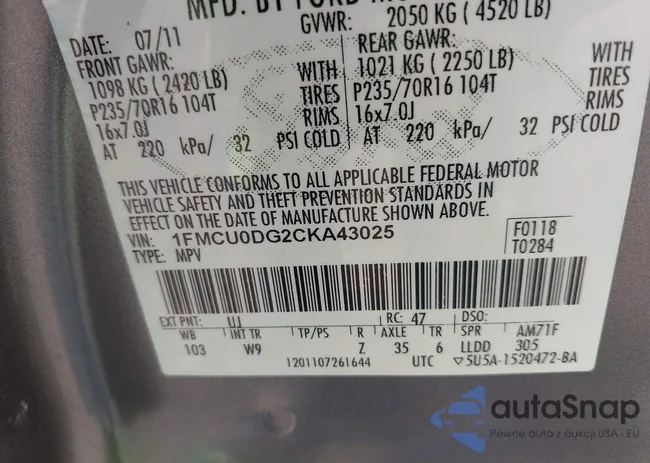 MFD. BY FORD MO
GVWR: 2050 KG ( 4520 LB)
DATE: 07/11
FRONT GAWR: REAR GAWR:
1098 KG (2420 LB) WITH 1021 KG ( 2250 LB) WITH
P235/70R16 104T TIRES P235/70R16 104T TIRES
16x7.0J RIMS 16x7.0J RIMS
AT 220 kPa/ 32 PSI COLD AT 220 kPa/ 32 PSI COLD
THIS VEHICLE CONFORMS TO ALL APPLICABLE FEDERAL MOTOR
VEHICLE SAFETY AND THEFT PREVENTION STANDARDS IN
EFFECT ON THE DATE OF MANUFACTURE SHOWN ABOVE.
VIN: 1FMCU0DG2CKA43025 F0118
TYPE: MPV T0284
EXT PNT: UJ RC: 47 DSO:
WB INT TR TP/PS R AXLE TR SPR AM71F
103 W9 Z 35 6 LLDD 305
1201107261644 UTC ▽5U5A-1520472-BA
autaSnap
Pewne auta z aukcji USA i EU